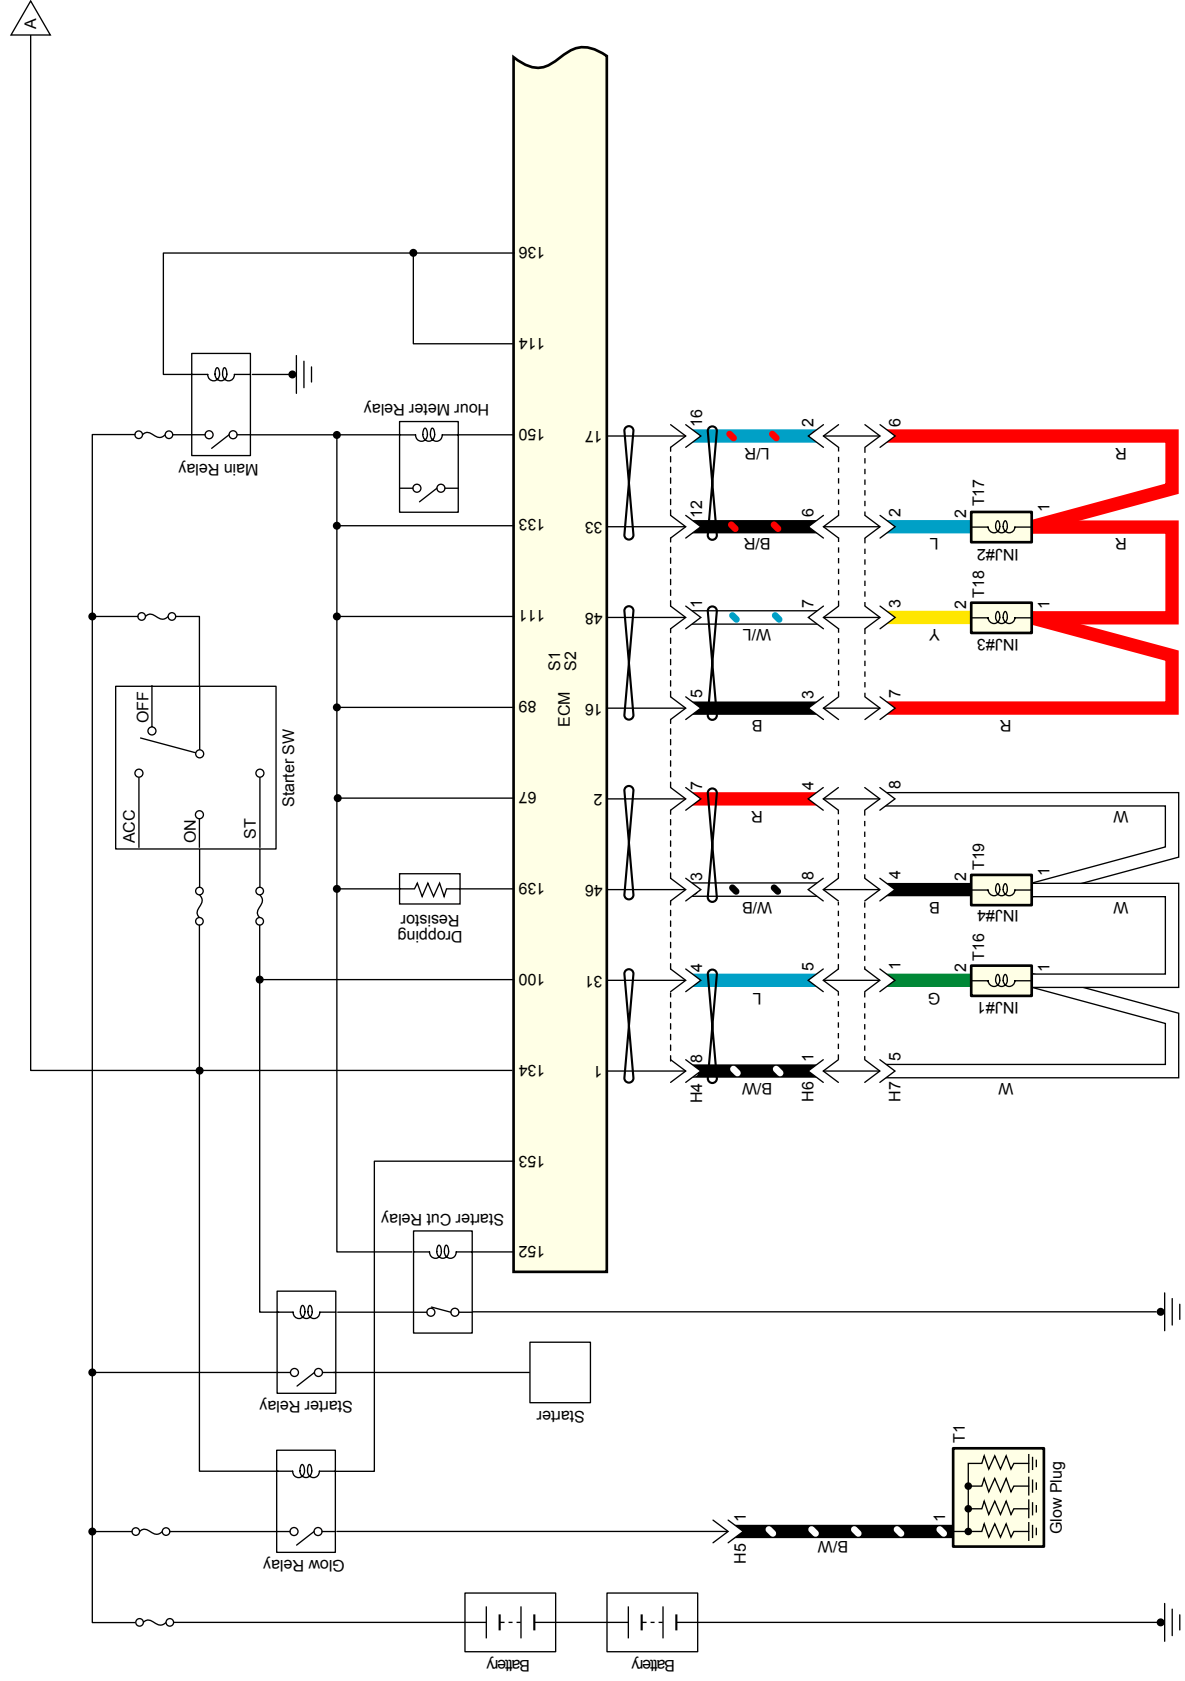 A
136
114
Main Relay
Hour Meter Relay
150
133
111
89
67
139
100
134
153
152
OFF
ACC
ON
ST
Starter SW
Dropping
Resistor
S1
S2
ECM
17
33
48
16
2
46
31
1
16
L/R
2
6
R
12
B/R
6
2
L
2
T17
INJ#2
1
R
1
W/L
7
3
Y
2
T18
INJ#3
1
5
B
3
7
R
7
R
4
8
W
3
W/B
8
4
B
2
T19
INJ#4
1
W
4
L
5
1
G
2
T16
INJ#1
1
8
H4
B/W
1
H6
5
H7
W
Starter Cut Relay
Starter Relay
Starter
Glow Relay
1
H5
B/W
1
T1
Glow Plug
Battery
Battery